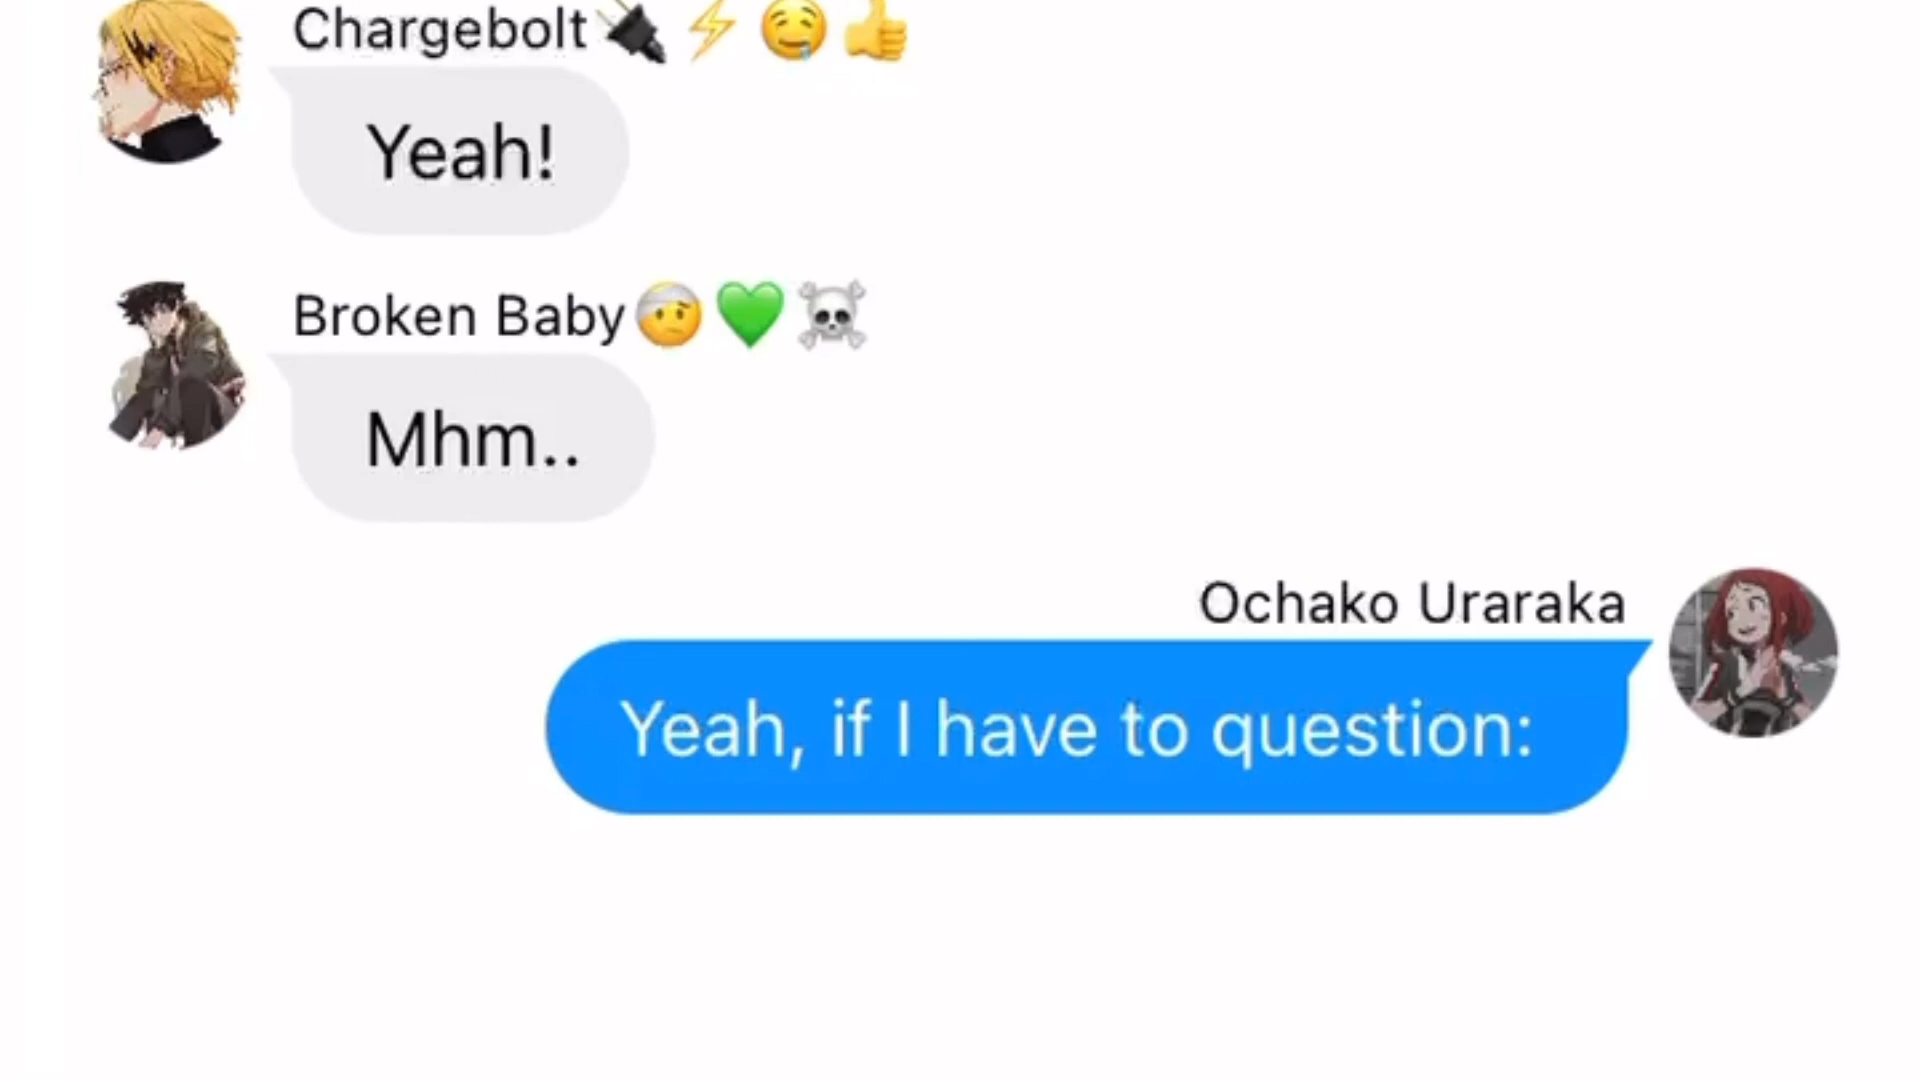 Chargebolt🔌⚡🤤👍
Yeah!
Broken Baby🤕💚☠️
Mhm..
Ochako Uraraka
Yeah, if I have to question: